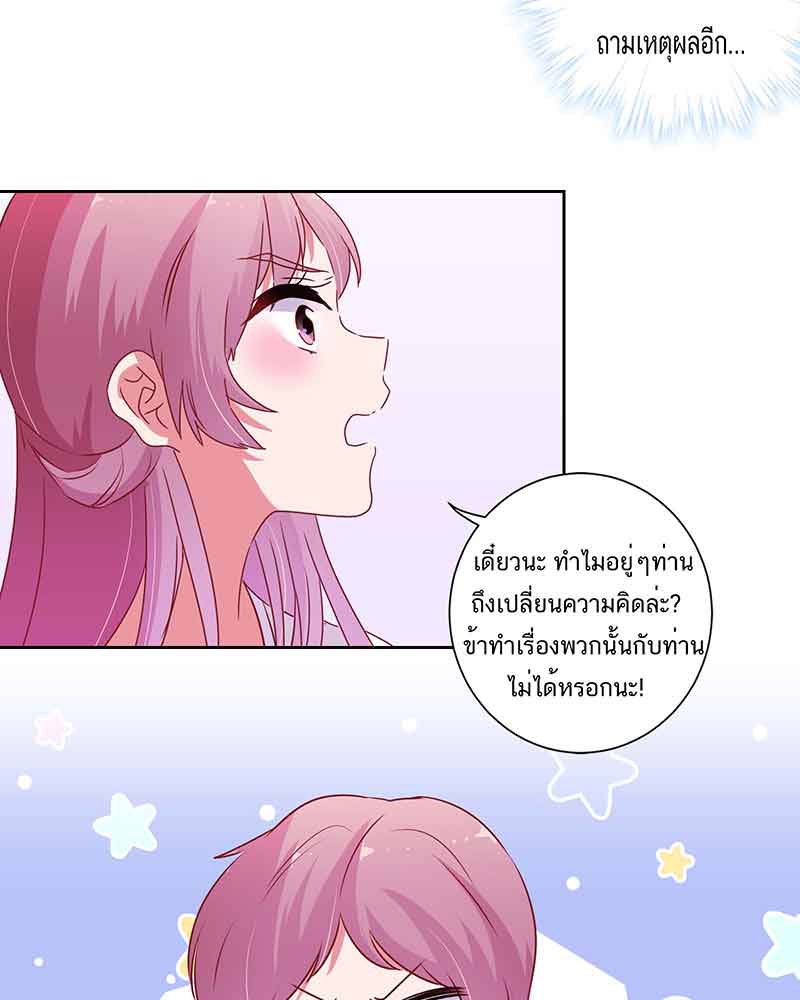 ถามเหตุผลอีก...
เดี๋ยวนะ ทำไมอยู่ๆท่าน
ถึงเปลี่ยนความคิดล่ะ?
ข้าทำเรื่องพวกนั้นกับท่าน
ไม่ได้หรอกนะ!